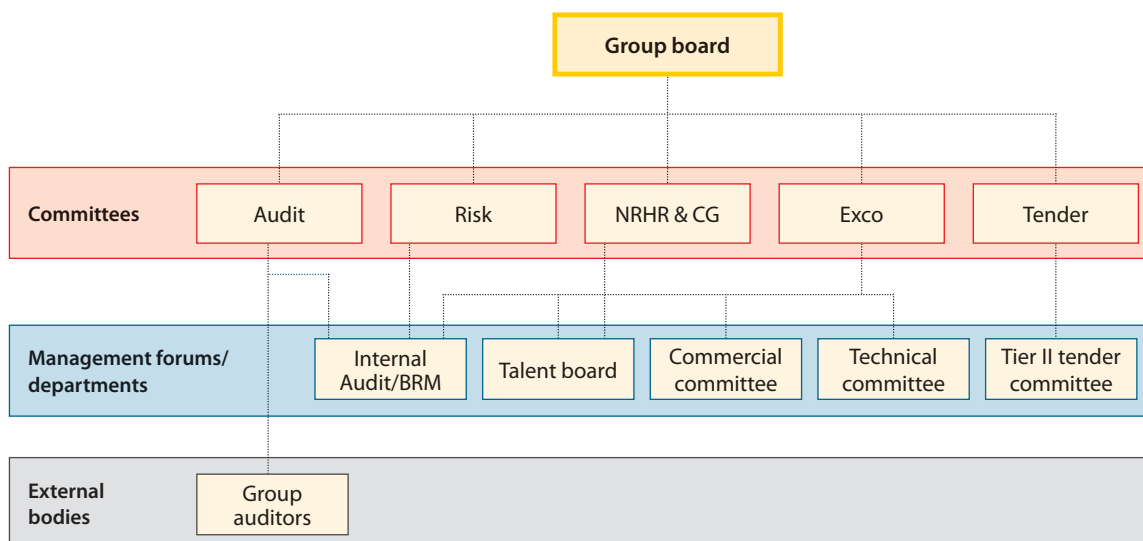 Group board
Committees
Audit
Risk
NRHR & CG
Exco
Tender
Management forums/
departments
Internal
Audit/BRM
Talent board
Commercial
committee
Technical
committee
Tier II tender
committee
External
bodies
Group
auditors